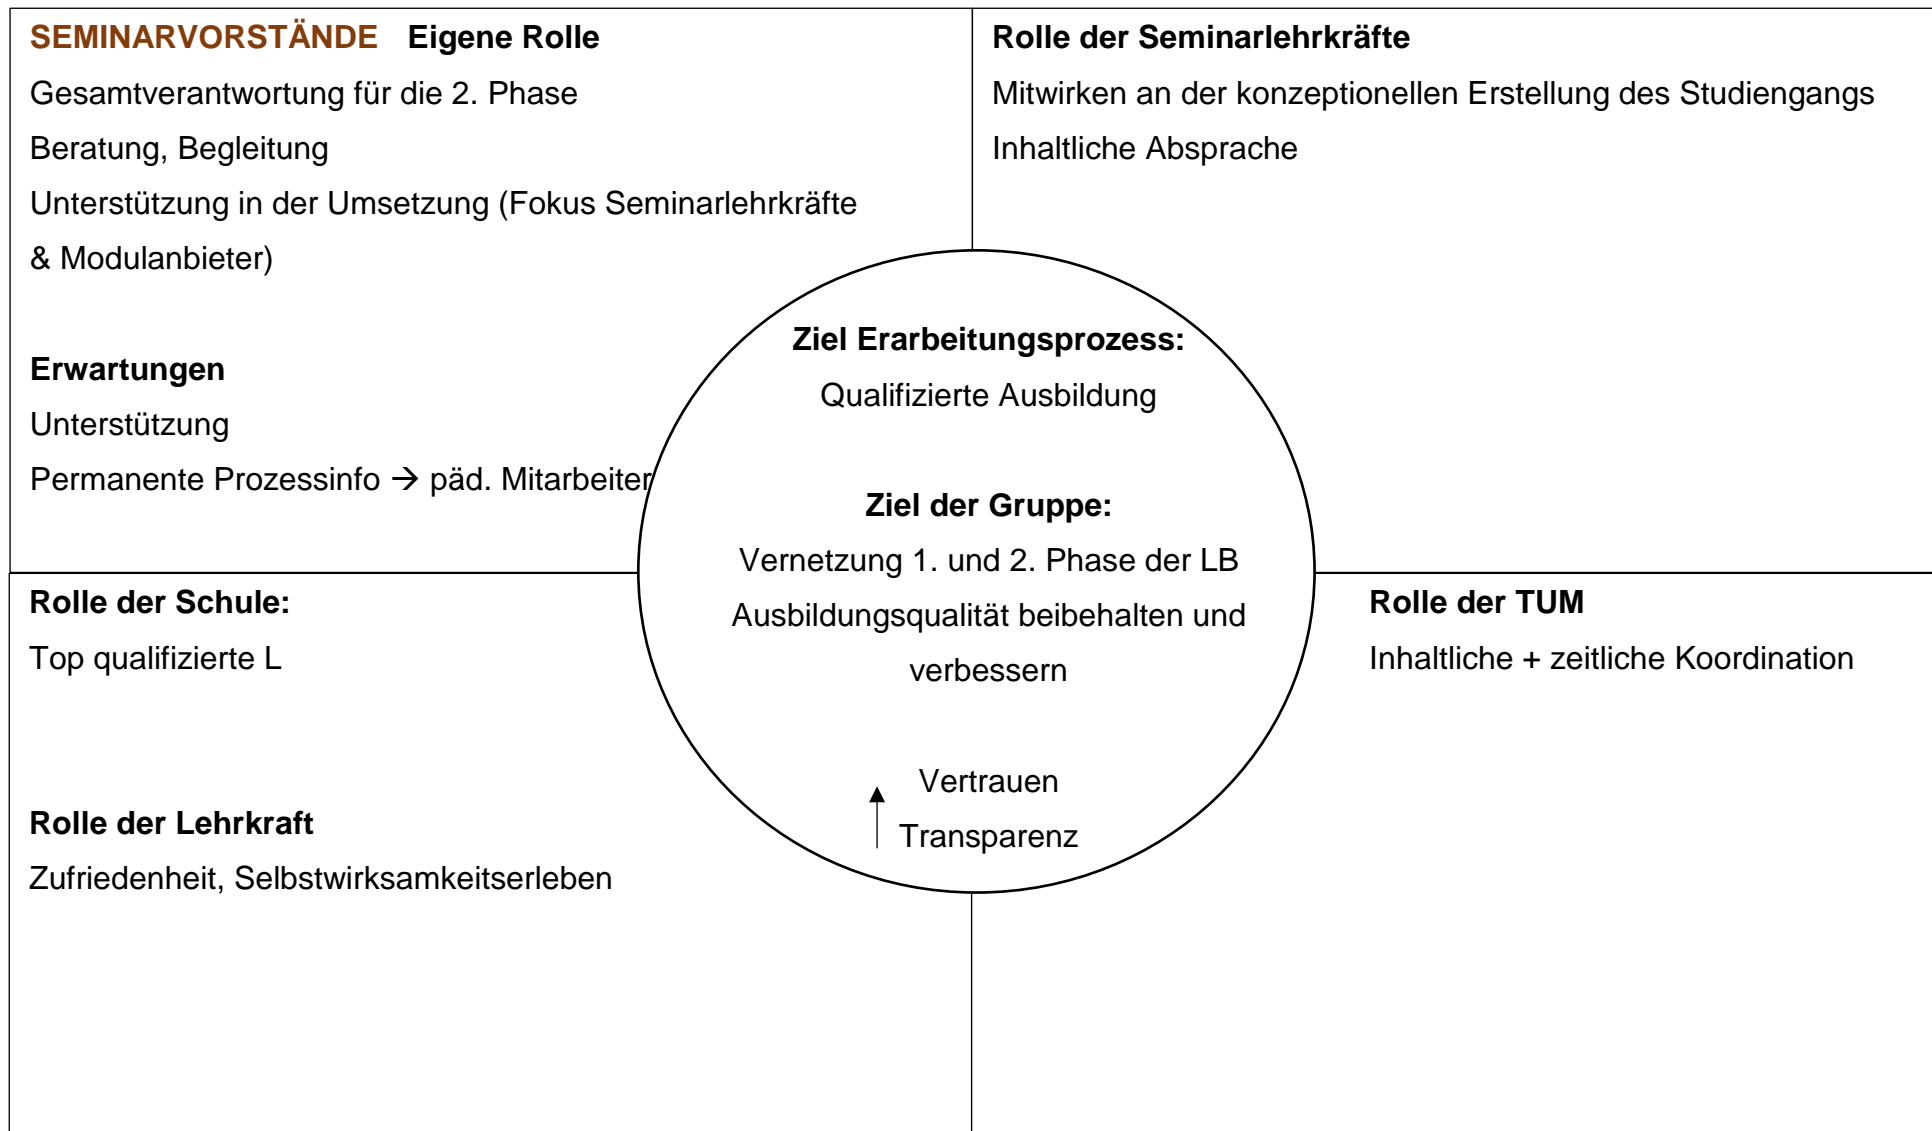 SEMINARVORSTÄNDE Eigene Rolle
Gesamtverantwortung für die 2. Phase
Beratung, Begleitung
Unterstützung in der Umsetzung (Fokus Seminarlehrkräfte
& Modulanbieter)
Erwartungen
Unterstützung
Permanente Prozessinfo → päd. Mitarbeiter
Rolle der Seminarlehrkräfte
Mitwirken an der konzeptionellen Erstellung des Studiengangs
Inhaltliche Absprache
Ziel Erarbeitungsprozess:
Qualifizierte Ausbildung
Ziel der Gruppe:
Vernetzung 1. und 2. Phase der LB
Ausbildungsqualität beibehalten und
verbessern
Vertrauen
Transparenz
Rolle der Schule:
Top qualifizierte L
Rolle der Lehrkraft
Zufriedenheit, Selbstwirksamkeitserleben
Rolle der TUM
Inhaltliche + zeitliche Koordination